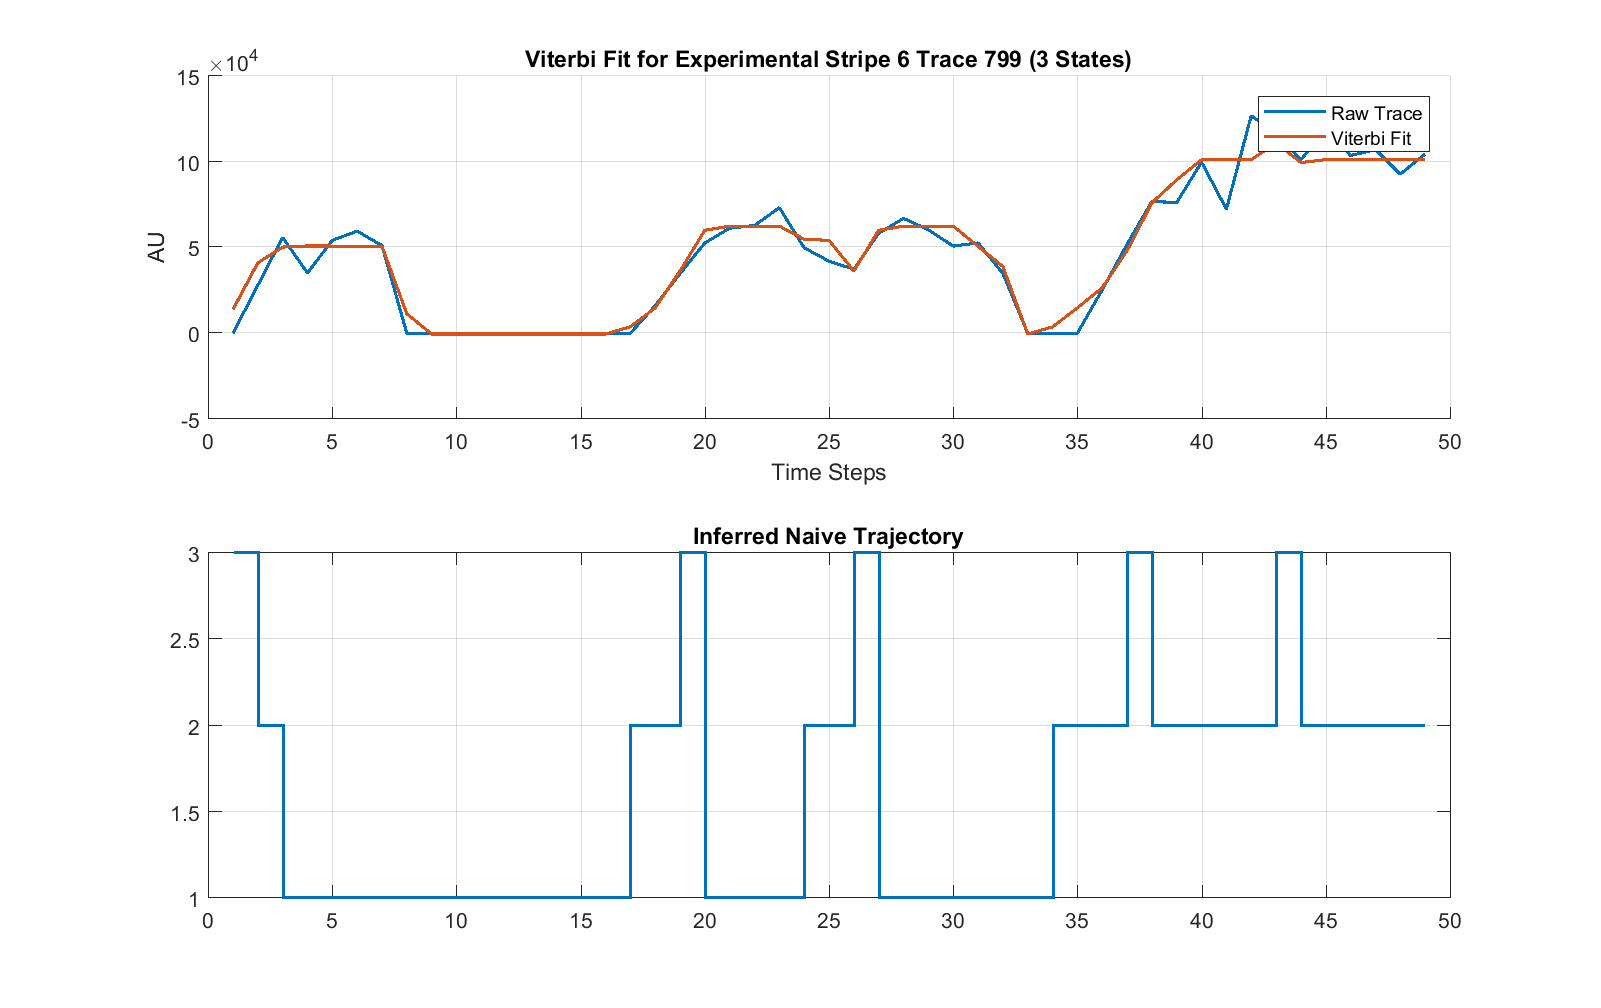 Viterbi Fit for Experimental Stripe 6 Trace 799 (3 States)
×10⁴
15
10
5
0
-5
AU
Raw Trace
Viterbi Fit
0 5 10 15 20 25 30 35 40 45 50
Time Steps
Inferred Naive Trajectory
3
2.5
2
1.5
1
0 5 10 15 20 25 30 35 40 45 50